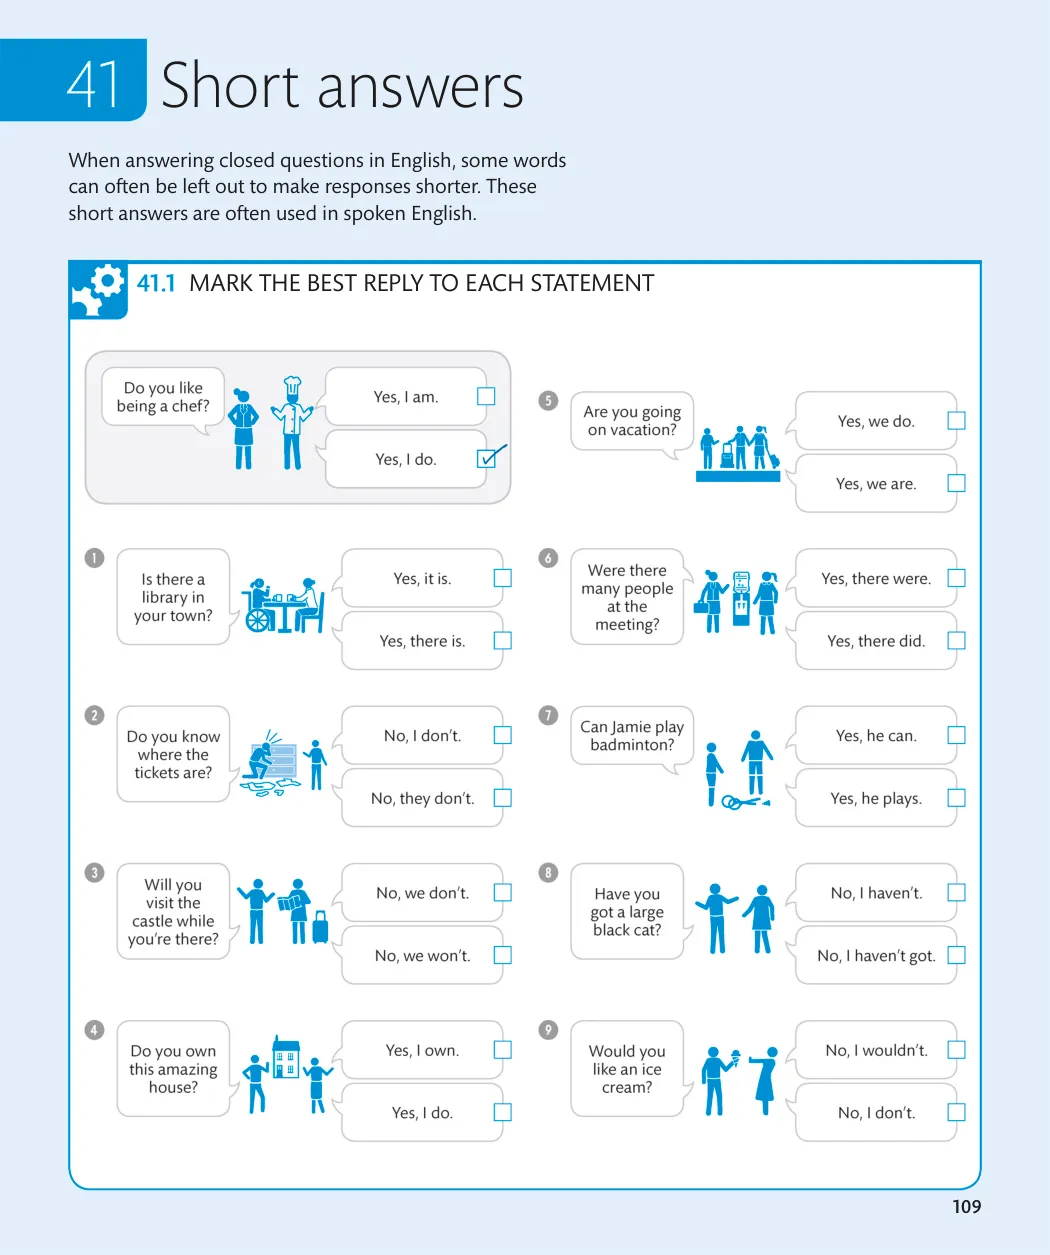 41 Short answers
When answering closed questions in English, some words
can often be left out to make responses shorter. These
short answers are often used in spoken English.
41.1 MARK THE BEST REPLY TO EACH STATEMENT
Do you like
being a chef?
Yes, I am.
Yes, I do.
1
Is there a
library in
your town?
Yes, it is.
Yes, there is.
2
Do you know
where the
tickets are?
No, I don’t.
No, they don’t.
3
Will you
visit the
castle while
you’re there?
No, we don’t.
No, we won’t.
4
Do you own
this amazing
house?
Yes, I own.
Yes, I do.
5
Are you going
on vacation?
Yes, we do.
Yes, we are.
6
Were there
many people
at the
meeting?
Yes, there were.
Yes, there did.
7
Can Jamie play
badminton?
Yes, he can.
Yes, he plays.
8
Have you
got a large
black cat?
No, I haven’t.
No, I haven’t got.
9
Would you
like an ice
cream?
No, I wouldn’t.
No, I don’t.
109